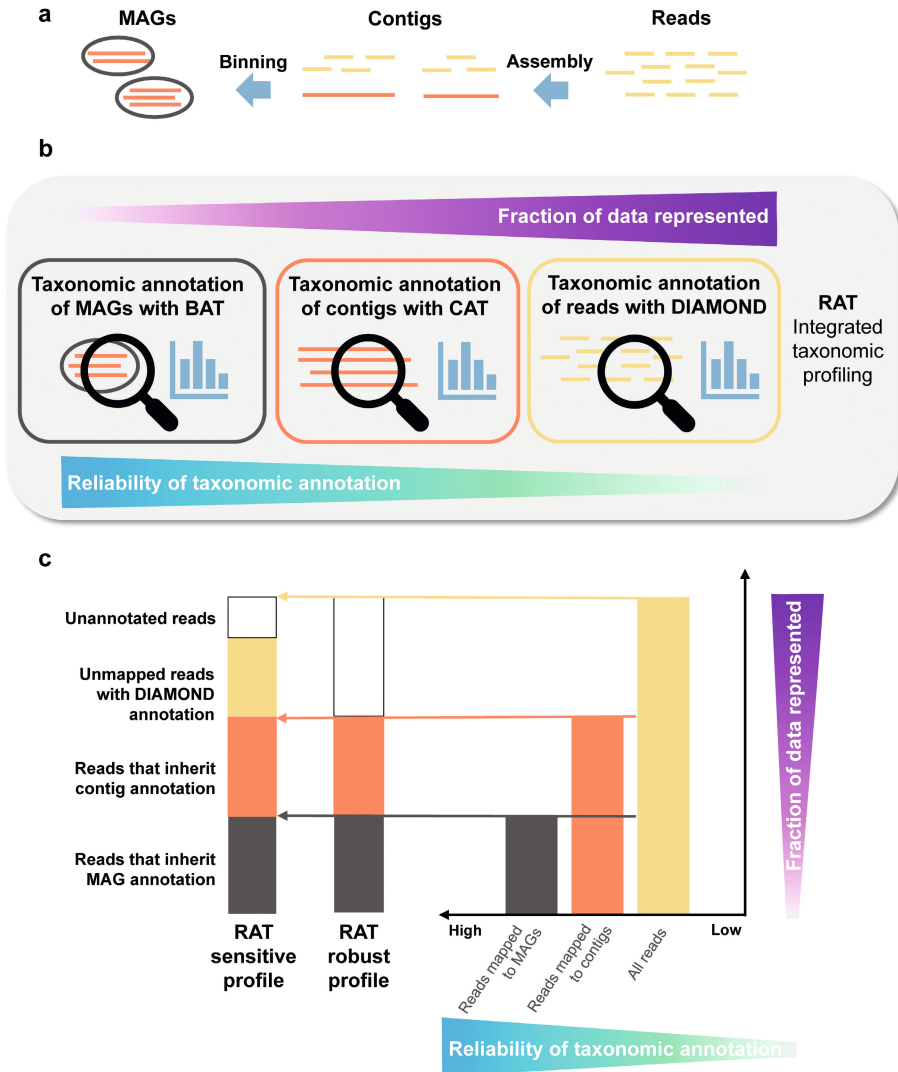 a
MAGs
Contigs
Reads
Binning
Assembly
b
Fraction of data represented
Taxonomic annotation
of MAGs with BAT
Taxonomic annotation
of contigs with CAT
Taxonomic annotation
of reads with DIAMOND
RAT
Integrated
taxonomic
profiling
Reliability of taxonomic annotation
c
Unannotated reads
Unmapped reads
with DIAMOND
annotation
Reads that inherit
contig annotation
Reads that inherit
MAG annotation
RAT
sensitive
profile
RAT
robust
profile
High
Low
Reads mapped
to MAGs
Reads mapped
to contigs
All reads
Fraction of data represented
Reliability of taxonomic annotation